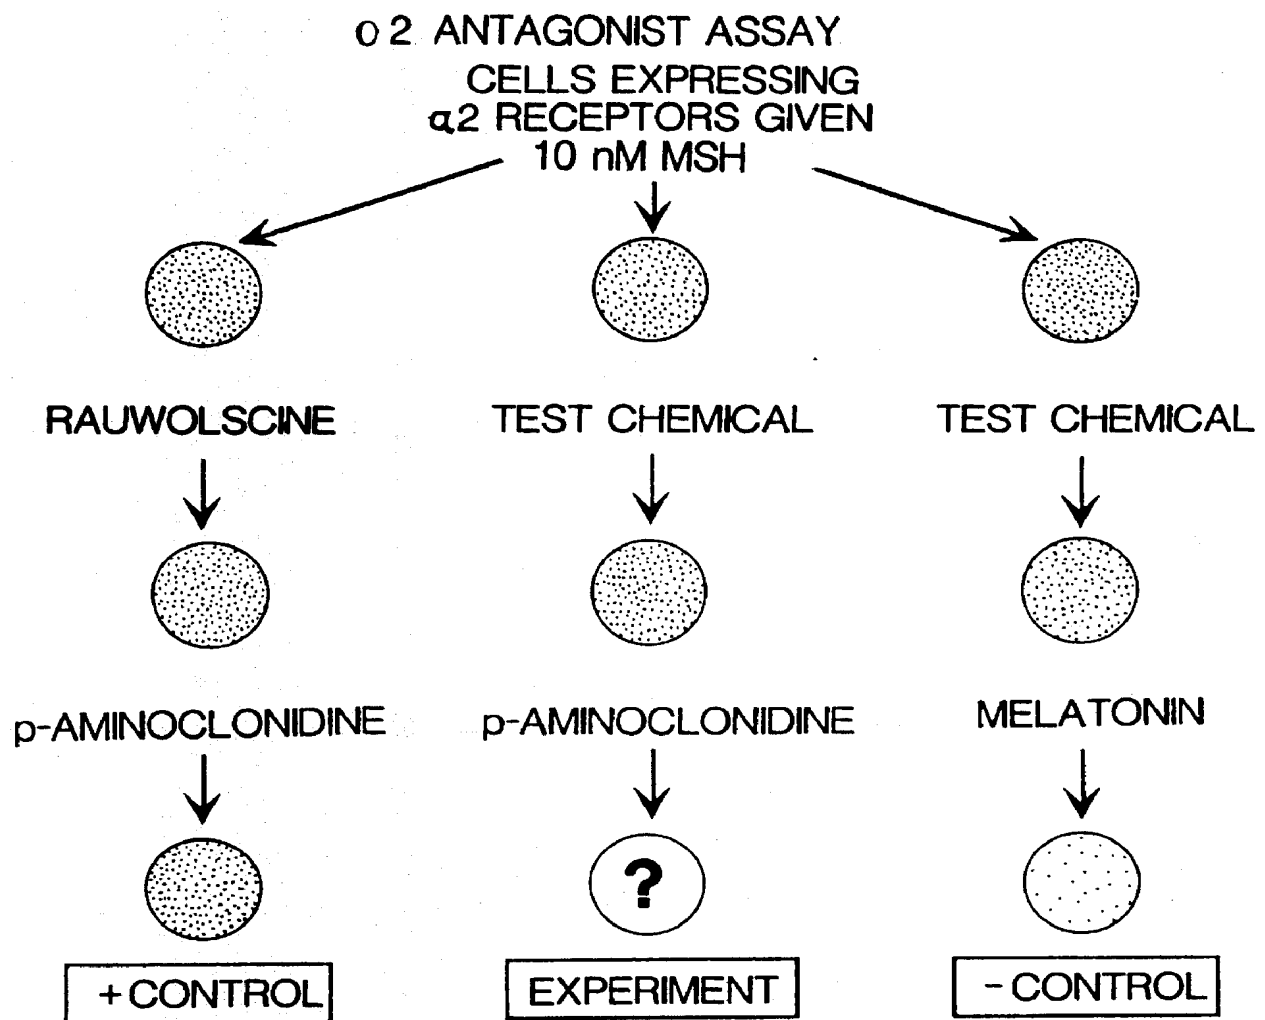 o 2 ANTAGONIST ASSAY
CELLS EXPRESSING
α2 RECEPTORS GIVEN
10 nM MSH
RAUWOLSCINE
TEST CHEMICAL
TEST CHEMICAL
p-AMINOCLONIDINE
p-AMINOCLONIDINE
MELATONIN
?
+CONTROL
EXPERIMENT
-CONTROL